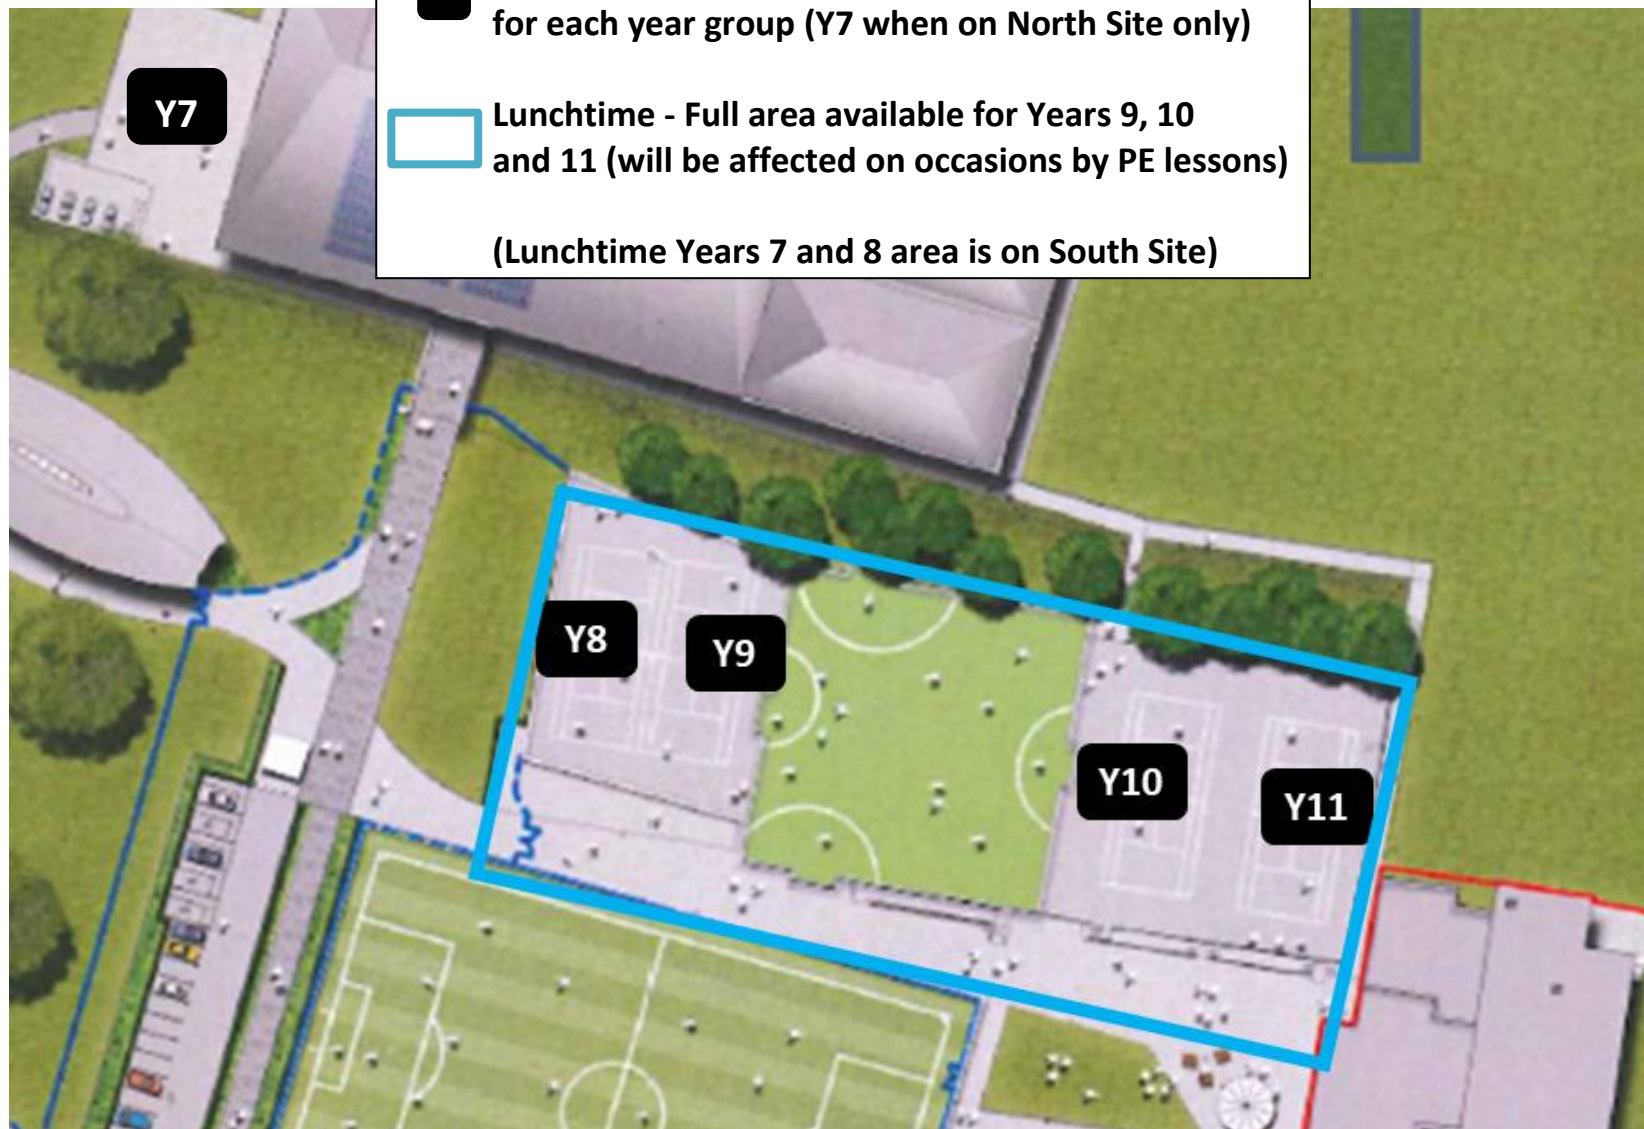 for each year group (Y7 when on North Site only)
Lunchtime - Full area available for Years 9, 10
and 11 (will be affected on occasions by PE lessons)
(Lunchtime Years 7 and 8 area is on South Site)
Y7
Y8
Y9
Y10
Y11